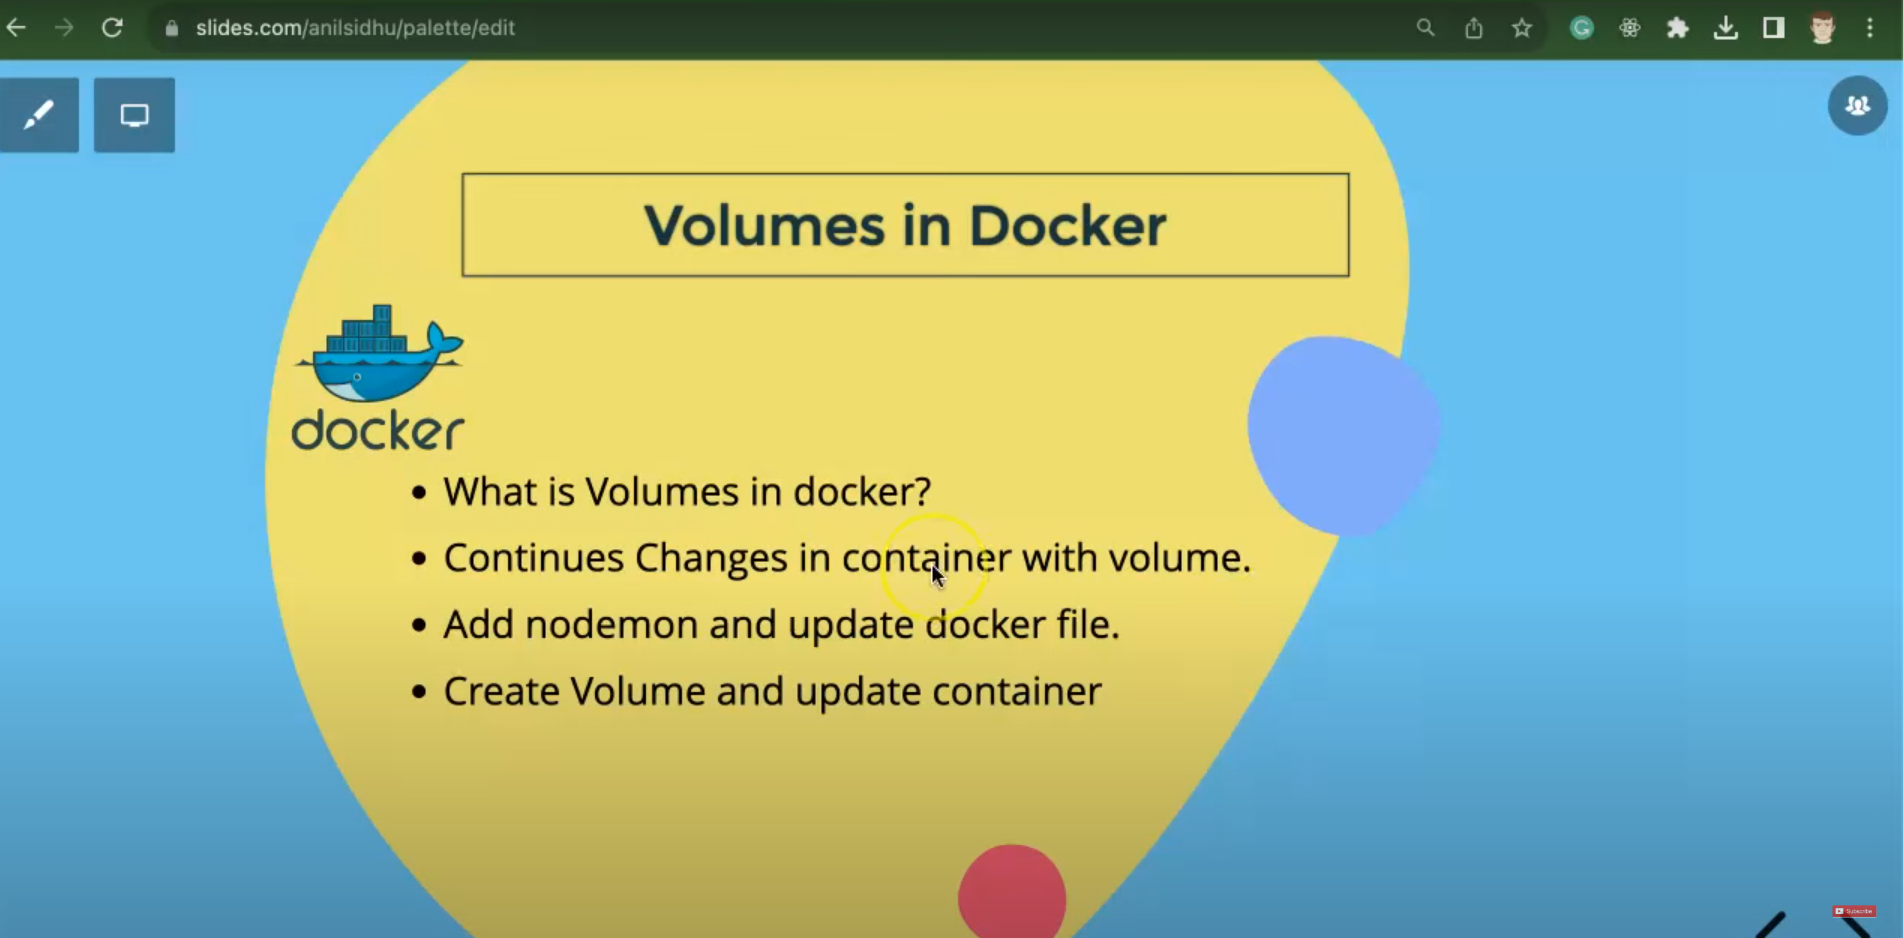 slides.com/anilsidhu/palette/edit
Volumes in Docker
docker
What is Volumes in docker?
Continues Changes in container with volume.
Add nodemon and update docker file.
Create Volume and update container
Subscribe